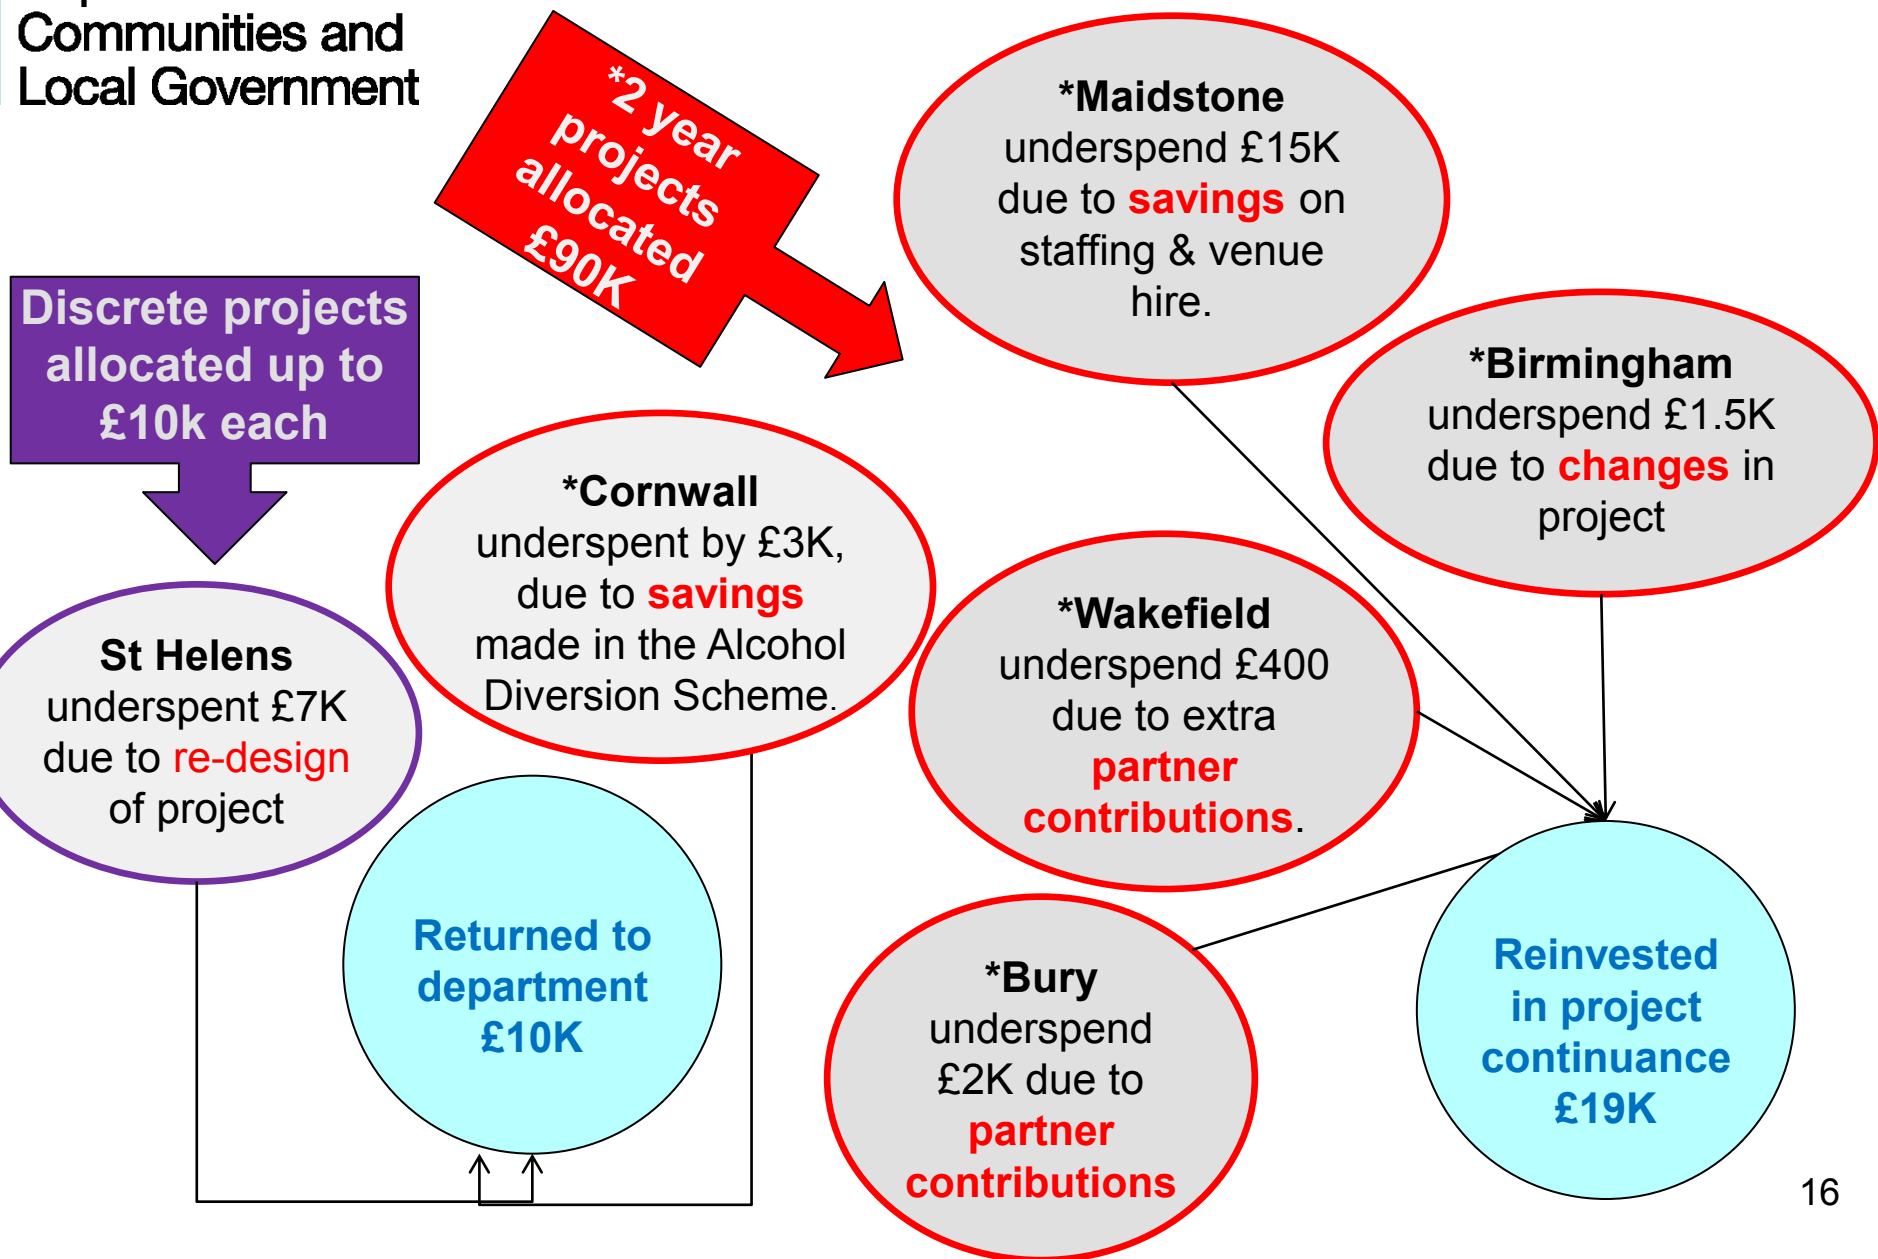 Communities and
Local Government
*2 year
projects
allocated
£90K
*Maidstone
underspend £15K
due to savings on
staffing & venue
hire.
Discrete projects
allocated up to
£10k each
*Birmingham
underspend £1.5K
due to changes in
project
*Cornwall
underspent by £3K,
due to savings
made in the Alcohol
Diversion Scheme.
*Wakefield
underspend £400
due to extra
partner
contributions.
St Helens
underspent £7K
due to re-design
of project
Returned to
department
£10K
*Bury
underspend
£2K due to
partner
contributions
Reinvested
in project
continuance
£19K
16